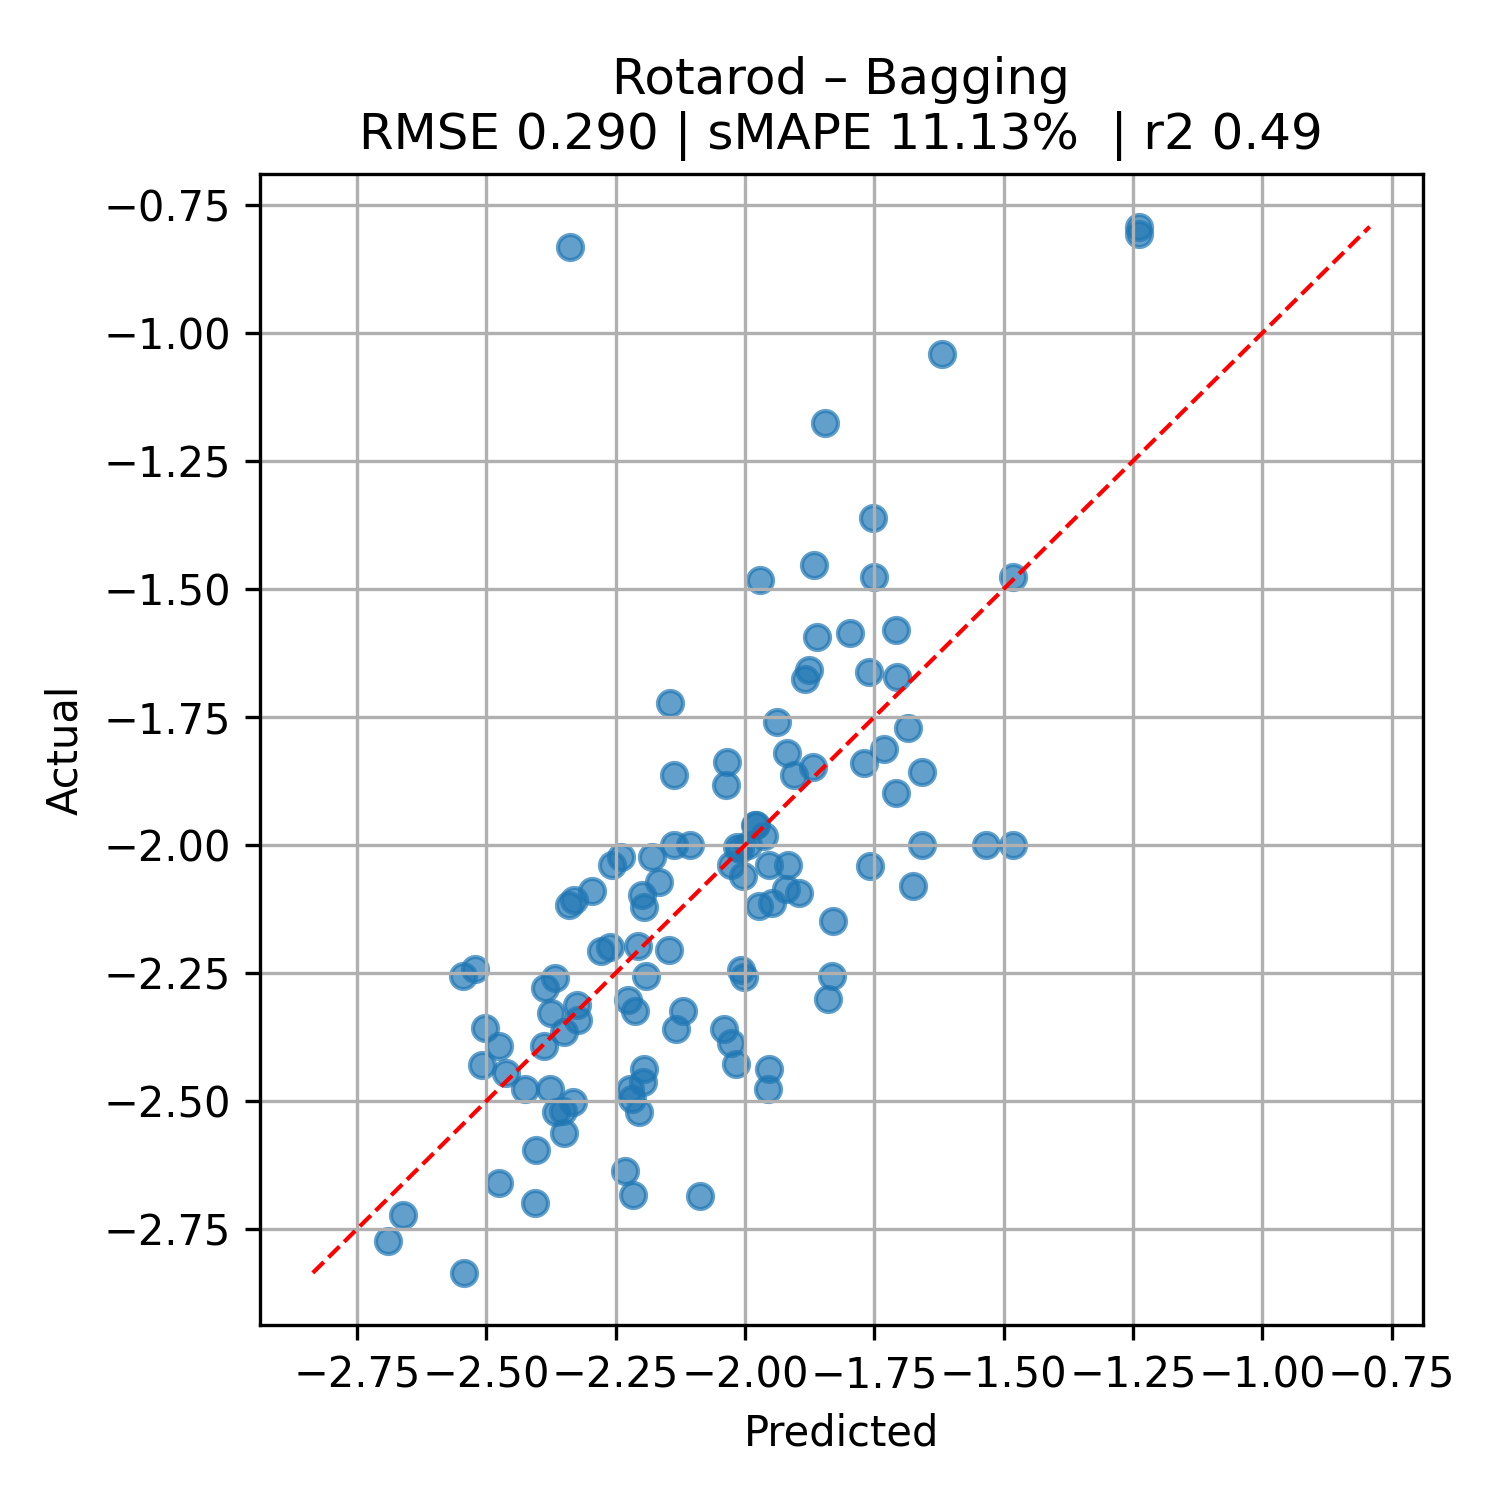 Rotarod – Bagging
RMSE 0.290 | sMAPE 11.13%  | r2 0.49
−0.75
−1.00
−1.25
−1.50
−1.75
−2.00
−2.25
−2.50
−2.75
Actual
−2.75 −2.50 −2.25 −2.00 −1.75 −1.50 −1.25 −1.00 −0.75
Predicted